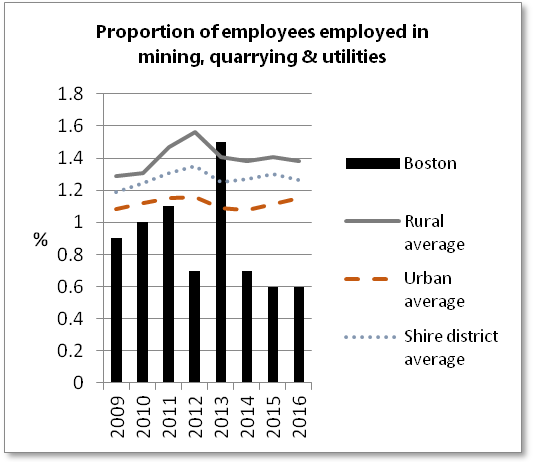 Proportion of employees employed in
mining, quarrying & utilities
1.8
1.6
1.4
1.2
1
0.8
0.6
0.4
0.2
0
%
2009
2010
2011
2012
2013
2014
2015
2016
Boston
Rural
average
Urban
average
Shire district
average